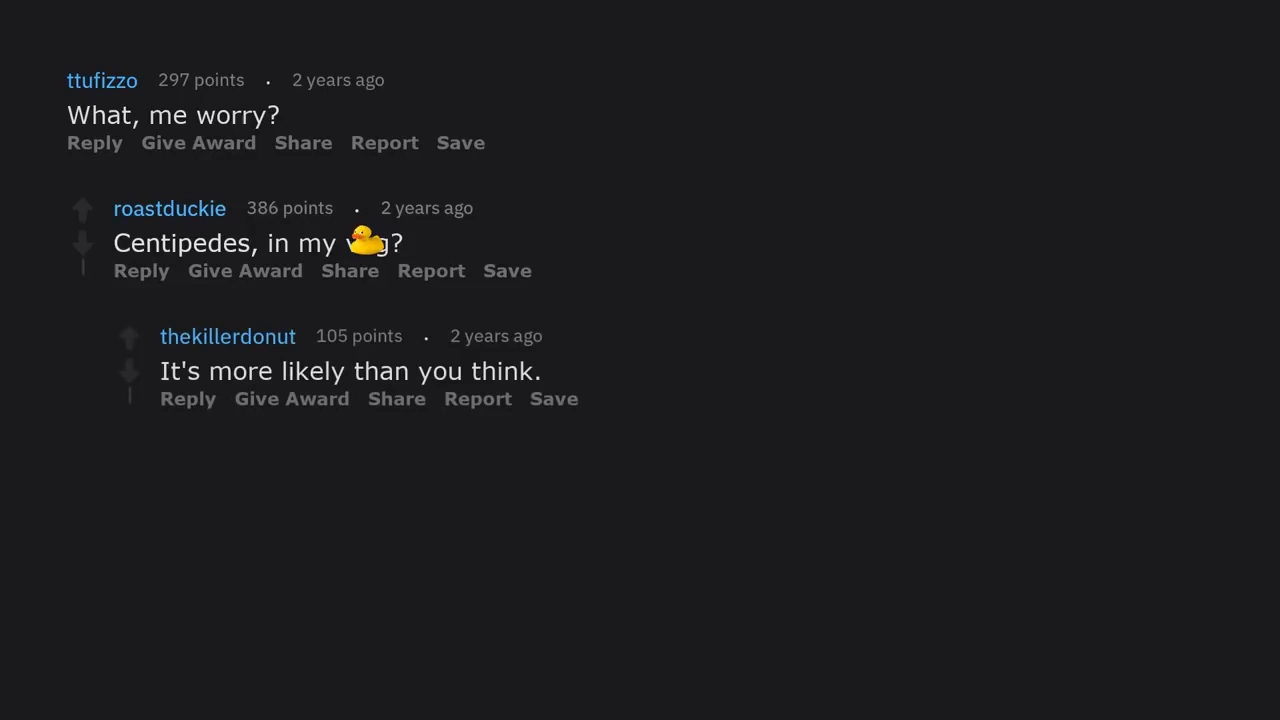 ttufizzo 297 points · 2 years ago
What, me worry?
Reply Give Award Share Report Save
roastduckie 386 points · 2 years ago
Centipedes, in my
Reply Give Award Share Report Save
thekillerdonut 105 points · 2 years ago
It's more likely than you think.
Reply Give Award Share Report Save